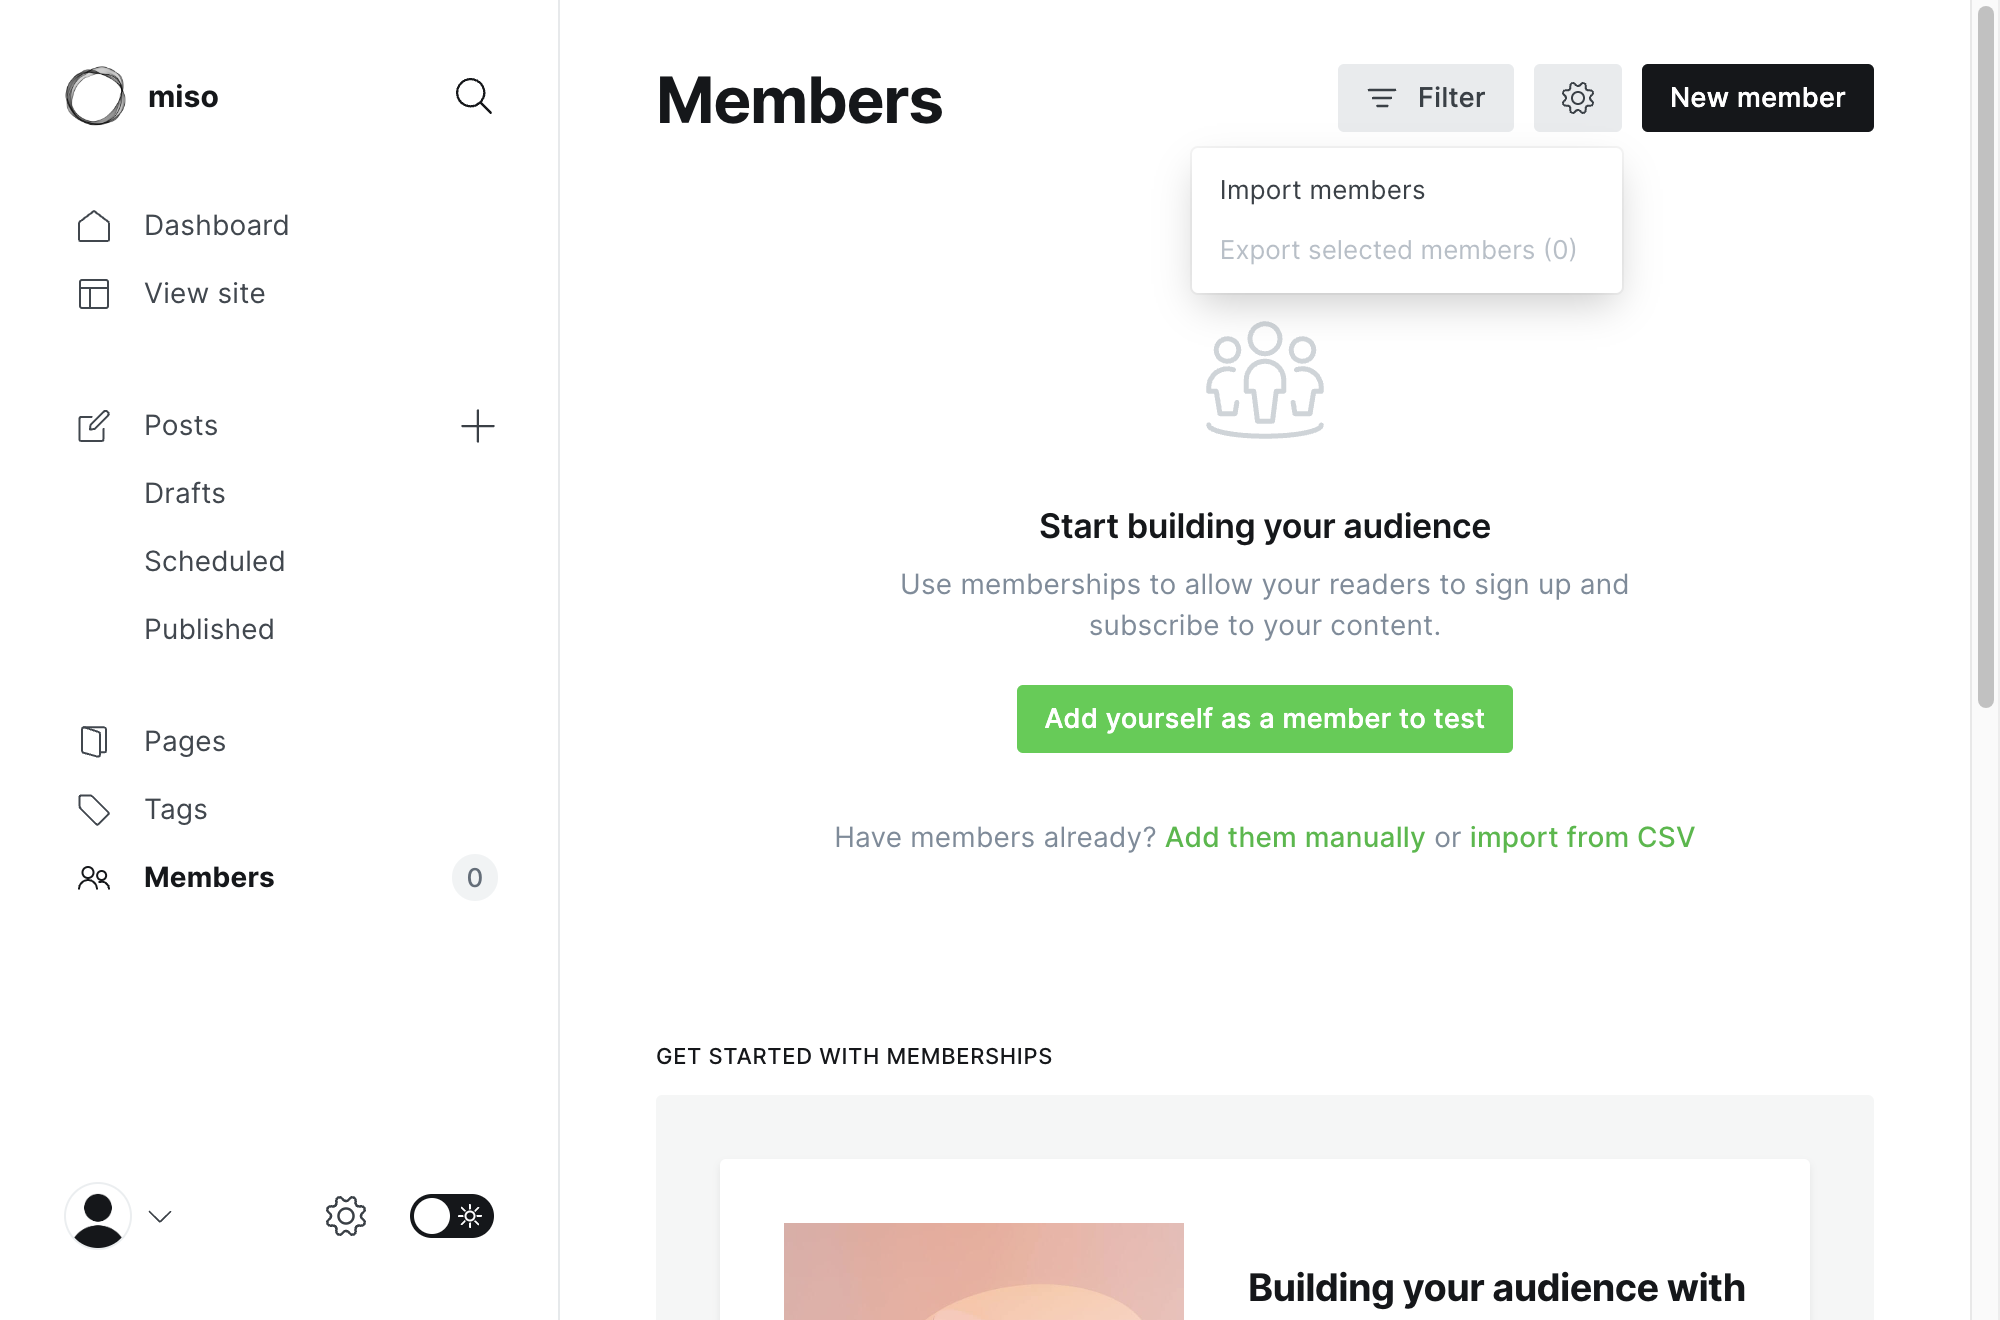 miso
Dashboard
View site
Posts
Drafts
Scheduled
Published
Pages
Tags
Members
0
Members
Filter
New member
Import members
Export selected members (0)
Start building your audience
Use memberships to allow your readers to sign up and
subscribe to your content.
Add yourself as a member to test
Have members already? Add them manually or import from CSV
GET STARTED WITH MEMBERSHIPS
Building your audience with